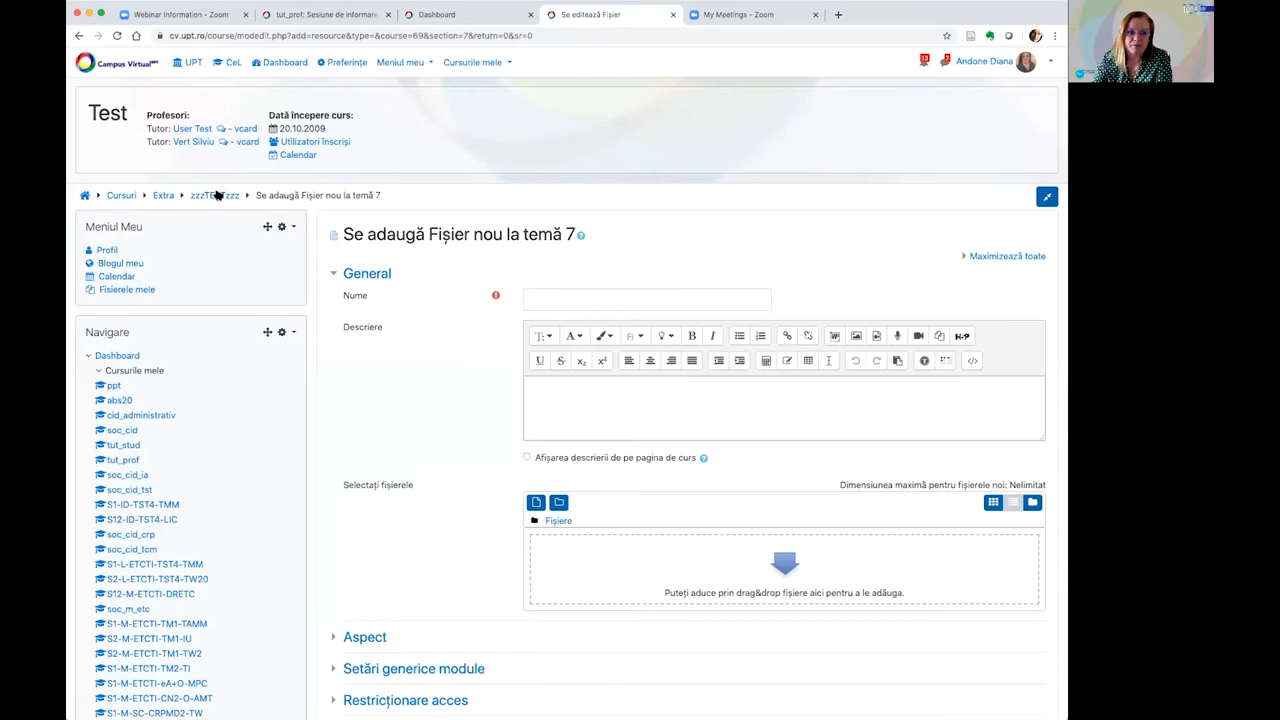 Webinar Information - Zoom
tut_prof: Sesiune de informare
Dashboard
Se editează Fișier
My Meetings - Zoom
cv.upt.ro/course/modedit.php?add=resource&type=&course=69&section=7&return=0&sr=0
Campus Virtual UPT
UPT
CeL
Dashboard
Preferințe
Meniul meu
Cursurile mele
Andone Diana
Test
Profesori:
Tutor: User Test - vcard
Tutor: Vert Silviu - vcard
Dată începere curs:
20.10.2009
Utilizatori înscriși
Calendar
Cursuri
Extra
Se adaugă Fișier nou la temă 7
Meniul Meu
Profil
Blogul meu
Calendar
Fisierele mele
Navigare
Dashboard
Cursurile mele
ppt
abs20
cid_administrativ
soc_cid
tut_stud
tut_prof
soc_cid_ia
soc_cid_tst
S1-ID-TST4-TMM
S12-ID-TST4-LIC
soc_cid_crp
soc_cid_tcm
S1-L-ETCTI-TST4-TMM
S2-L-ETCTI-TST4-TW20
S12-M-ETCTI-DRETC
soc_m_etc
S1-M-ETCTI-TM1-TAMM
S2-M-ETCTI-TM1-IU
S2-M-ETCTI-TM1-TW2
S1-M-ETCTI-TM2-TI
S1-M-ETCTI-eA+O-MPC
S1-M-ETCTI-CN2-O-AMT
S1-M-SC-CRPMD2-TW
Se adaugă Fișier nou la temă 7
Maximizează toate
General
Nume
Descriere
Afișarea descrierii de pe pagina de curs
Selectați fișierele
Dimensiunea maximă pentru fișierele noi: Nelimitat
Fișiere
Puteți aduce prin drag&drop fișiere aici pentru a le adăuga.
Aspect
Setări generice module
Restricționare acces